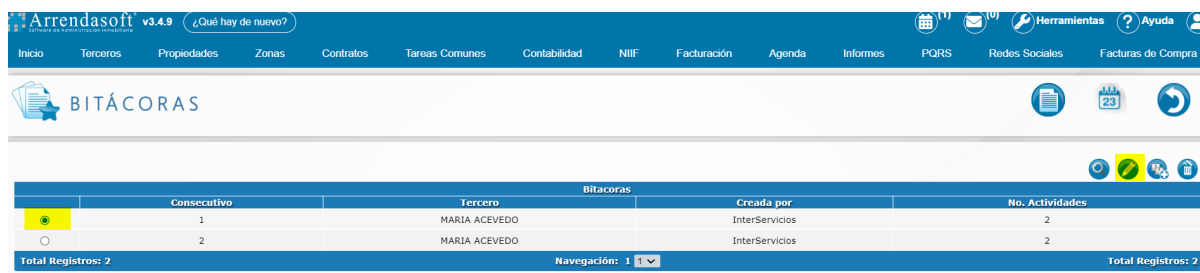 Arrendasoft® v3.4.9 ¿Qué hay de nuevo? (1) (0) Herramientas ? Ayuda
Software de Administración Inmobiliaria
Inicio Terceros Propiedades Zonas Contratos Tareas Comunes Contabilidad NIIF Facturación Agenda Informes PQRS Redes Sociales Facturas de Compra
BITÁCORAS 23
Bitacoras
Consecutivo Tercero Creada por No. Actividades
1 MARIA ACEVEDO InterServicios 2
2 MARIA ACEVEDO InterServicios 2
Total Registros: 2 Navegación: 1 1 Total Registros: 2